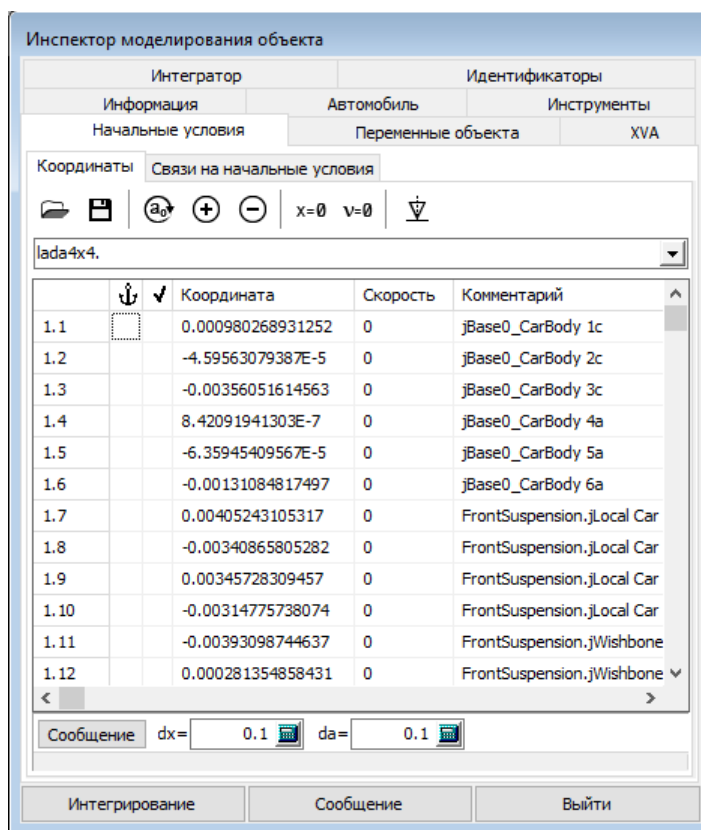 Инспектор моделирования объекта
Интегратор Идентификаторы
Информация Автомобиль Инструменты
Начальные условия Переменные объекта XVA
Координаты Связи на начальные условия
a₀ x=0 v=0
lada4x4.
Координата Скорость Комментарий
1.1 0.000980268931252 0 jBase0_CarBody 1c
1.2 -4.59563079387E-5 0 jBase0_CarBody 2c
1.3 -0.00356051614563 0 jBase0_CarBody 3c
1.4 8.42091941303E-7 0 jBase0_CarBody 4a
1.5 -6.35945409567E-5 0 jBase0_CarBody 5a
1.6 -0.00131084817497 0 jBase0_CarBody 6a
1.7 0.00405243105317 0 FrontSuspension.jLocal Car
1.8 -0.00340865805282 0 FrontSuspension.jLocal Car
1.9 0.00345728309457 0 FrontSuspension.jLocal Car
1.10 -0.00314775738074 0 FrontSuspension.jLocal Car
1.11 -0.00393098744637 0 FrontSuspension.jWishbone
1.12 0.000281354858431 0 FrontSuspension.jWishbone
Сообщение dx= 0.1 da= 0.1
Интегрирование Сообщение Выйти